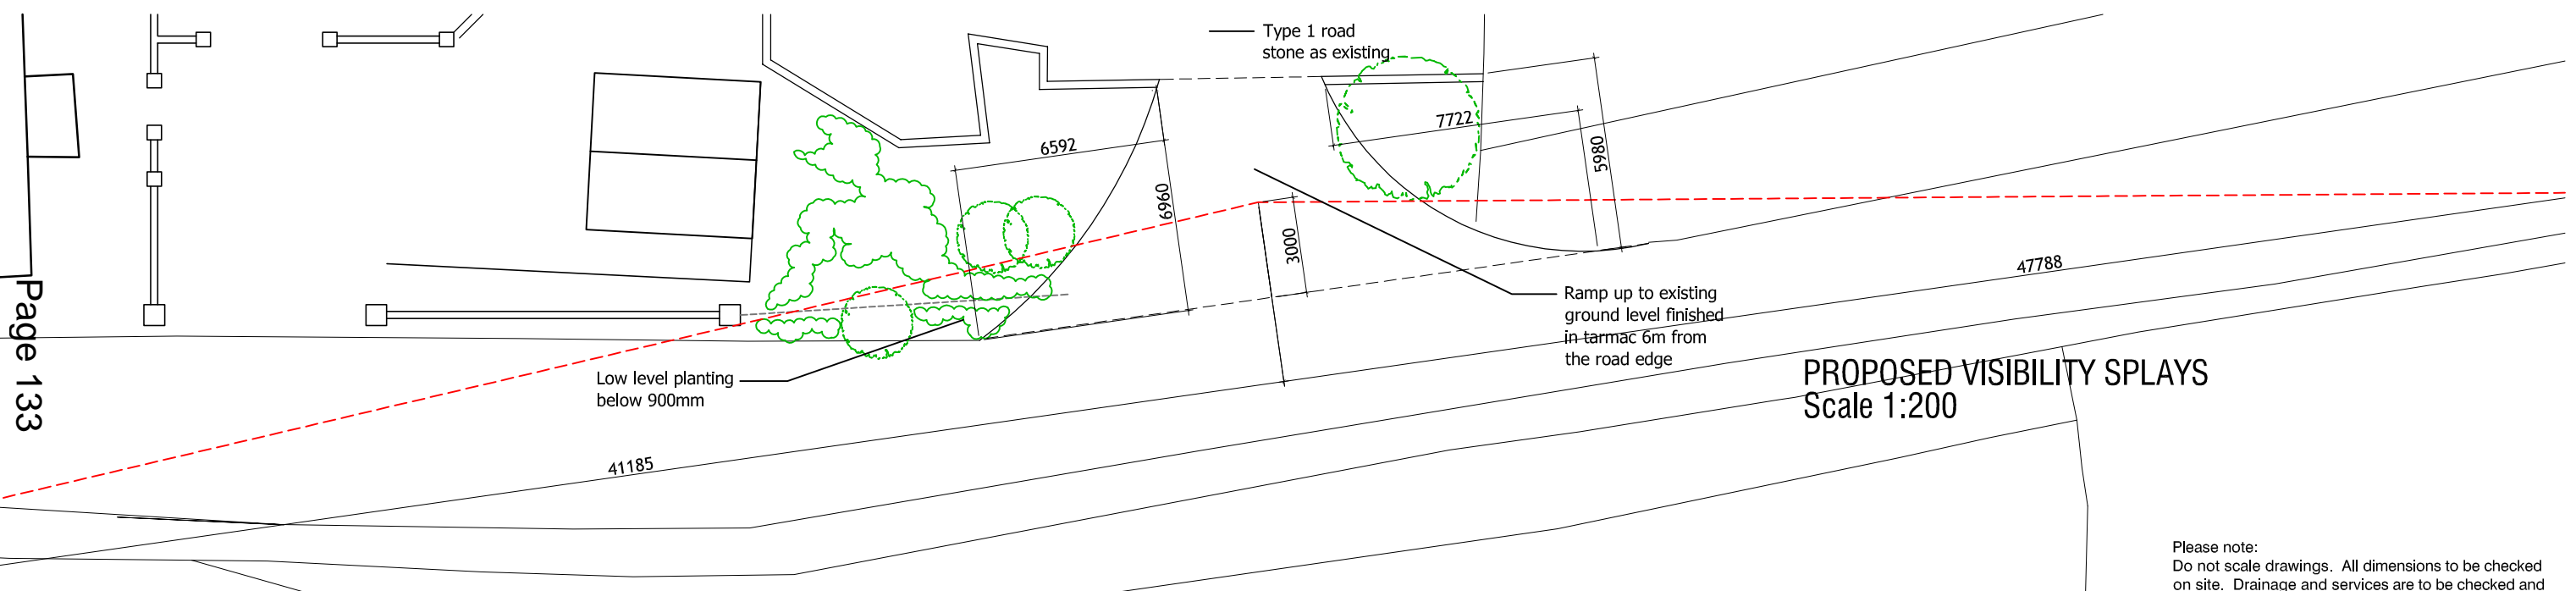 Type 1 road
stone as existing
7722
5980
6592
6960
3000
47788
Ramp up to existing
ground level finished
in tarmac 6m from
the road edge
Page 133
Low level planting
below 900mm
PROPOSED VISIBILITY SPLAYS
Scale 1:200
41185
Please note:
Do not scale drawings. All dimensions to be checked
on site. Drainage and services are to be checked and